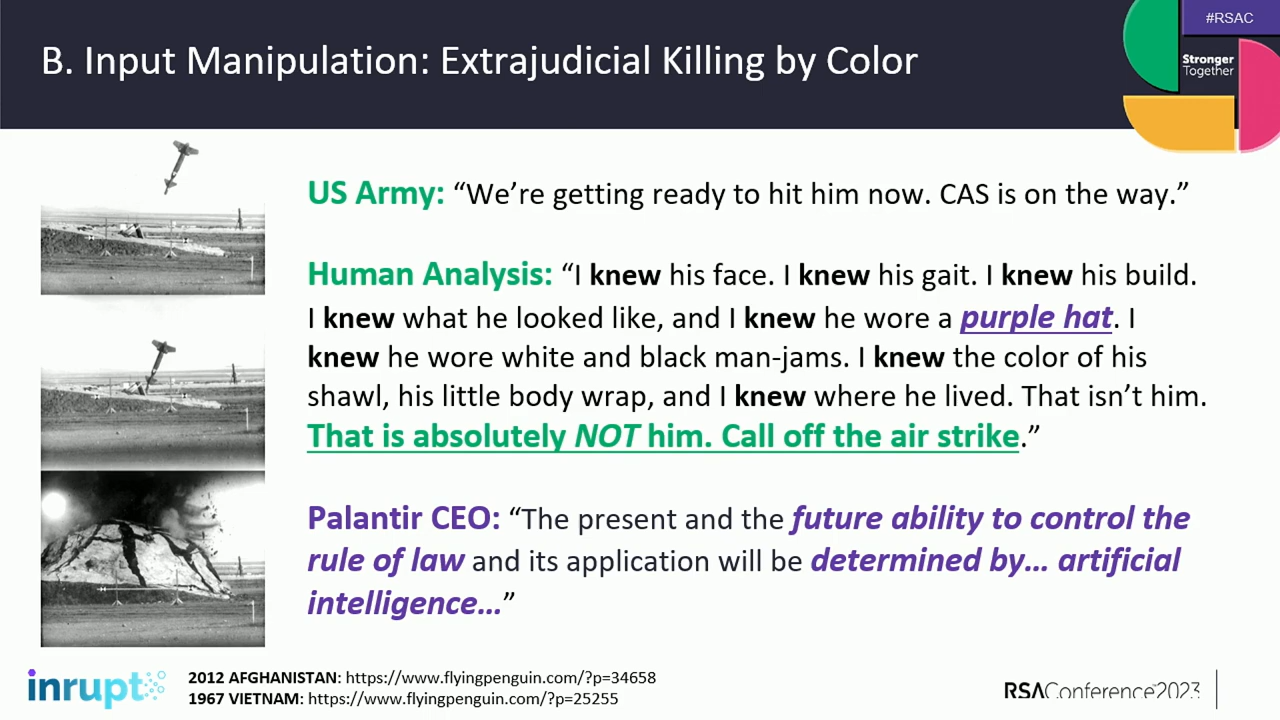 #RSAC
B. Input Manipulation: Extrajudicial Killing by Color
Stronger
Together
US Army: “We’re getting ready to hit him now. CAS is on the way.”
Human Analysis: “I knew his face. I knew his gait. I knew his build.
I knew what he looked like, and I knew he wore a purple hat. I
knew he wore white and black man-jams. I knew the color of his
shawl, his little body wrap, and I knew where he lived. That isn’t him.
That is absolutely NOT him. Call off the air strike.”
Palantir CEO: “The present and the future ability to control the
rule of law and its application will be determined by... artificial
intelligence...”
inrupt
2012 AFGHANISTAN: https://www.flyingpenguin.com/?p=34658
1967 VIETNAM: https://www.flyingpenguin.com/?p=25255
RSAConference™2023